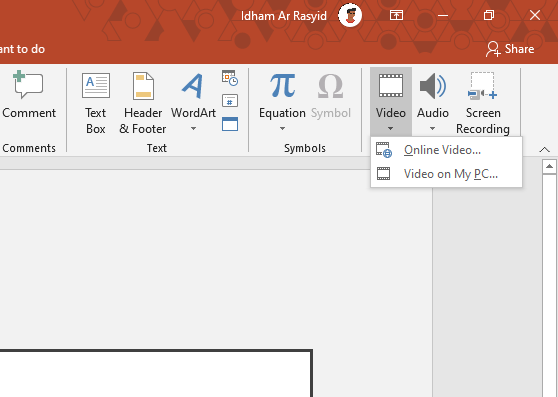 Idham Ar Rasyid
ant to do
Share
Comment
Text
Box
Header
& Footer
WordArt
Equation
Symbol
Video
Audio
Screen
Recording
Comments
Text
Symbols
Online Video...
Video on My PC...